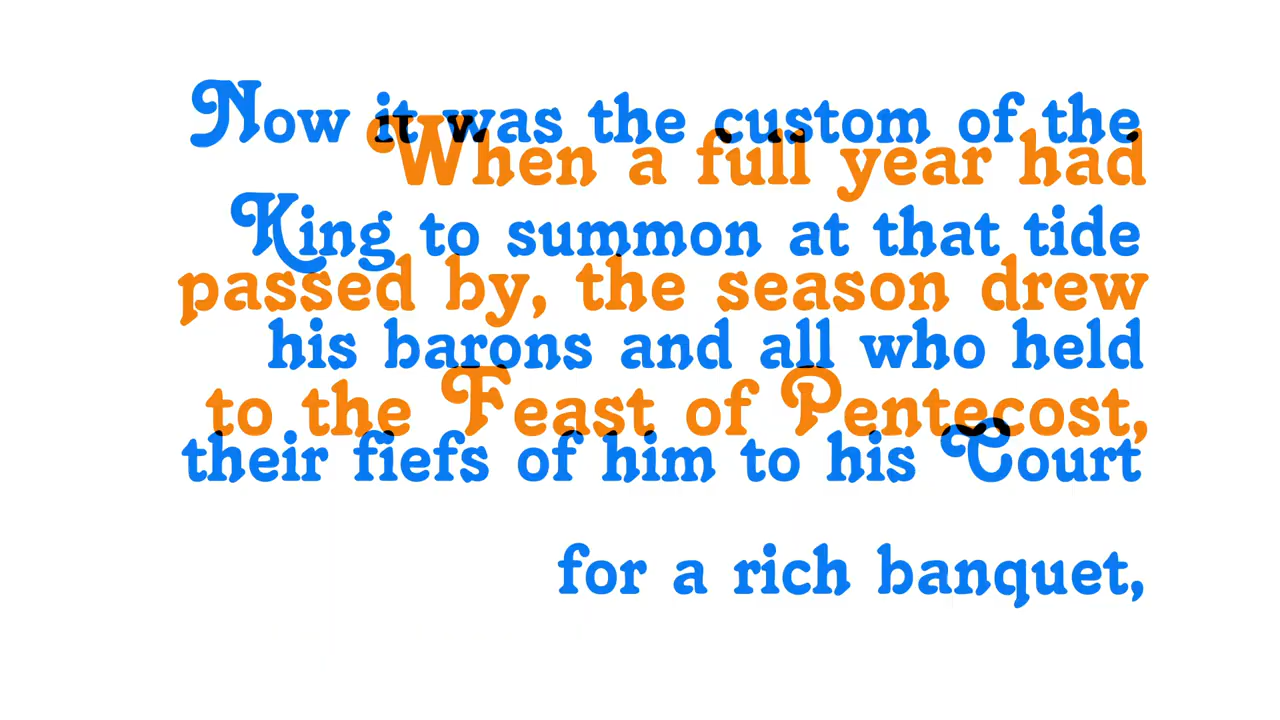 When a full year had
passed by, the season drew
to the Feast of Pentecost,
Now it was the custom of the
King to summon at that tide
his barons and all who held
their fiefs of him to his Court
for a rich banquet,